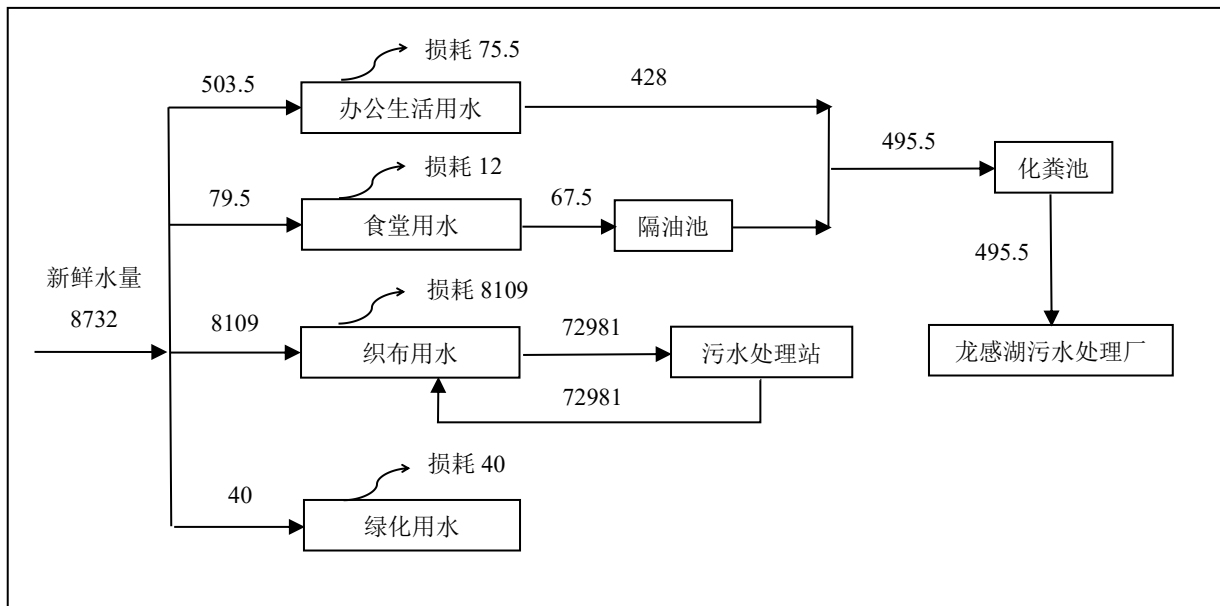 损耗 75.5
503.5
办公生活用水
428
495.5
化粪池
损耗 12
79.5
食堂用水
67.5
隔油池
495.5
新鲜水量
8732
损耗 8109
8109
织布用水
72981
污水处理站
龙感湖污水处理厂
72981
损耗 40
40
绿化用水